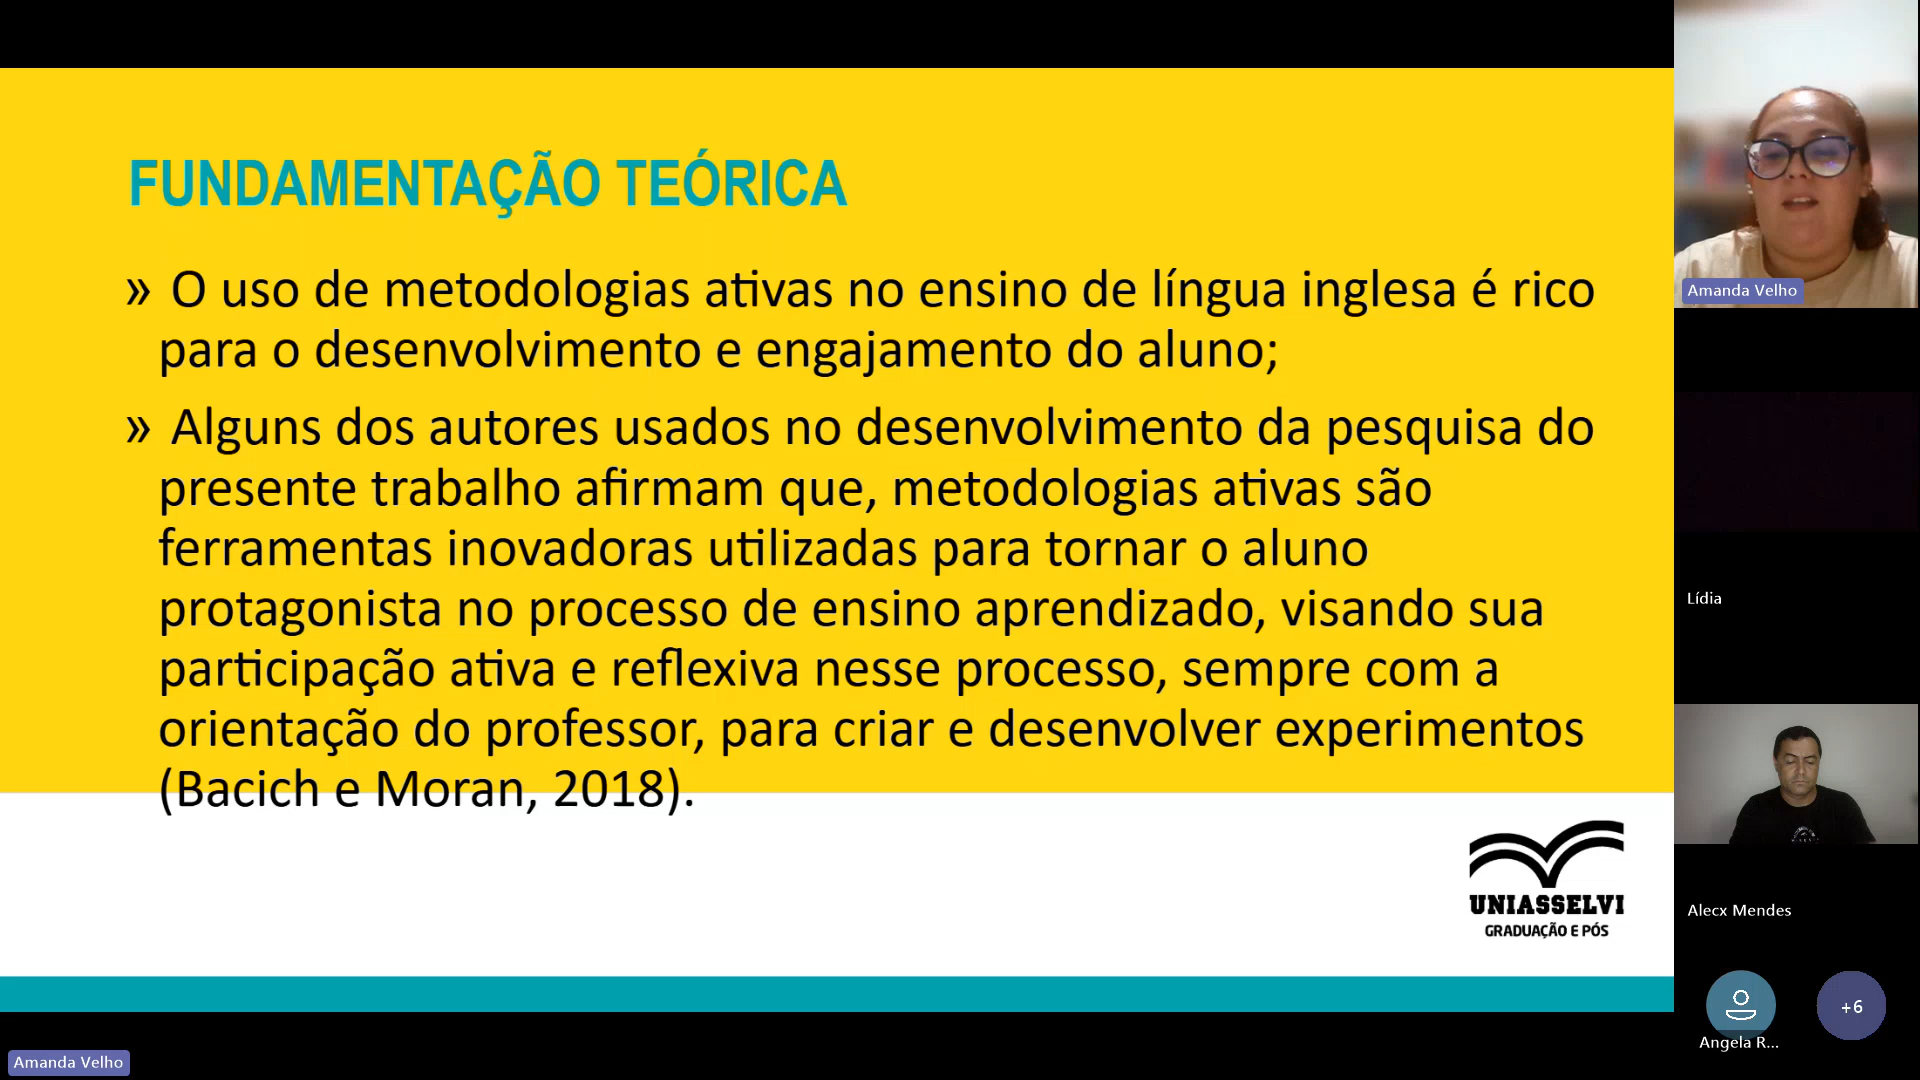 FUNDAMENTAÇÃO TEÓRICA
» O uso de metodologias ativas no ensino de língua inglesa é rico
para o desenvolvimento e engajamento do aluno;
» Alguns dos autores usados no desenvolvimento da pesquisa do
presente trabalho afirmam que, metodologias ativas são
ferramentas inovadoras utilizadas para tornar o aluno
protagonista no processo de ensino aprendizado, visando sua
participação ativa e reflexiva nesse processo, sempre com a
orientação do professor, para criar e desenvolver experimentos
(Bacich e Moran, 2018).
UNIASSELVI
GRADUAÇÃO E PÓS
Amanda Velho
Amanda Velho
Lídia
Alecx Mendes
Angela R...
+6